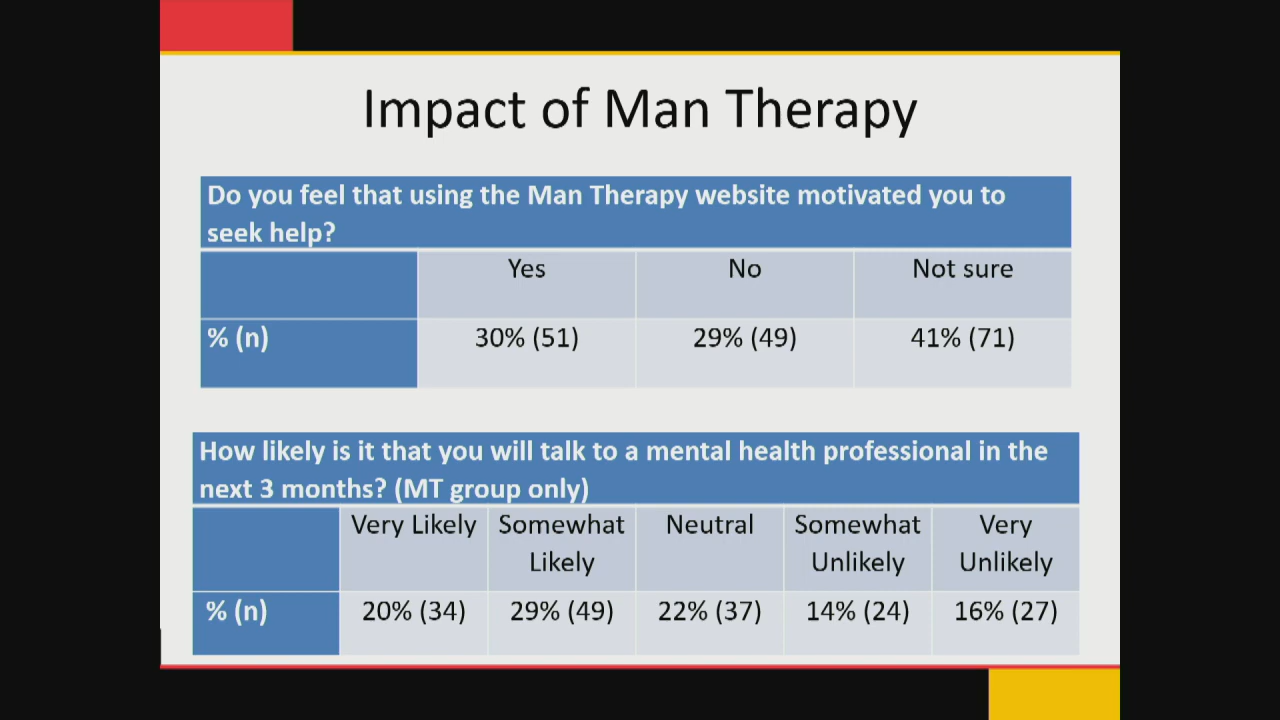 Impact of Man Therapy
Do you feel that using the Man Therapy website motivated you to
seek help?
Yes No Not sure
% (n) 30% (51) 29% (49) 41% (71)
How likely is it that you will talk to a mental health professional in the
next 3 months? (MT group only)
Very Likely Somewhat Neutral Somewhat Very
Likely Unlikely Unlikely
% (n) 20% (34) 29% (49) 22% (37) 14% (24) 16% (27)